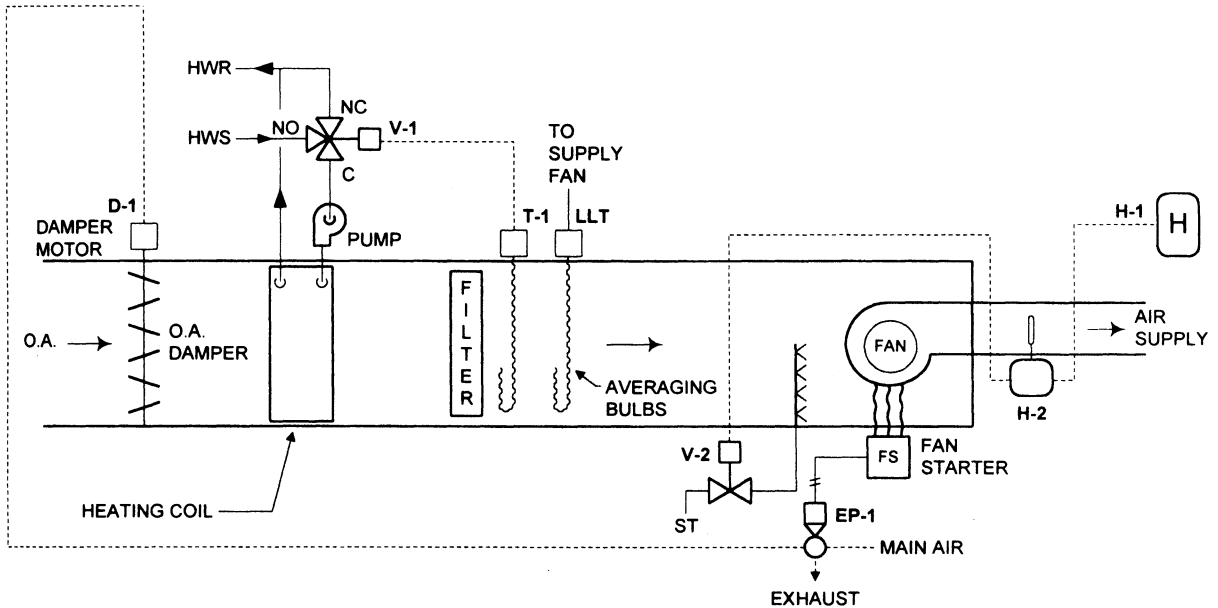 HWR
NC
HWS
NO
V-1
TO
SUPPLY
FAN
C
D-1
DAMPER
MOTOR
PUMP
T-1
LLT
H-1
H
O.A.
O.A.
DAMPER
F
I
L
T
E
R
AVERAGING
BULBS
FAN
AIR
SUPPLY
H-2
V-2
FS
FAN
STARTER
HEATING COIL
ST
EP-1
MAIN AIR
EXHAUST